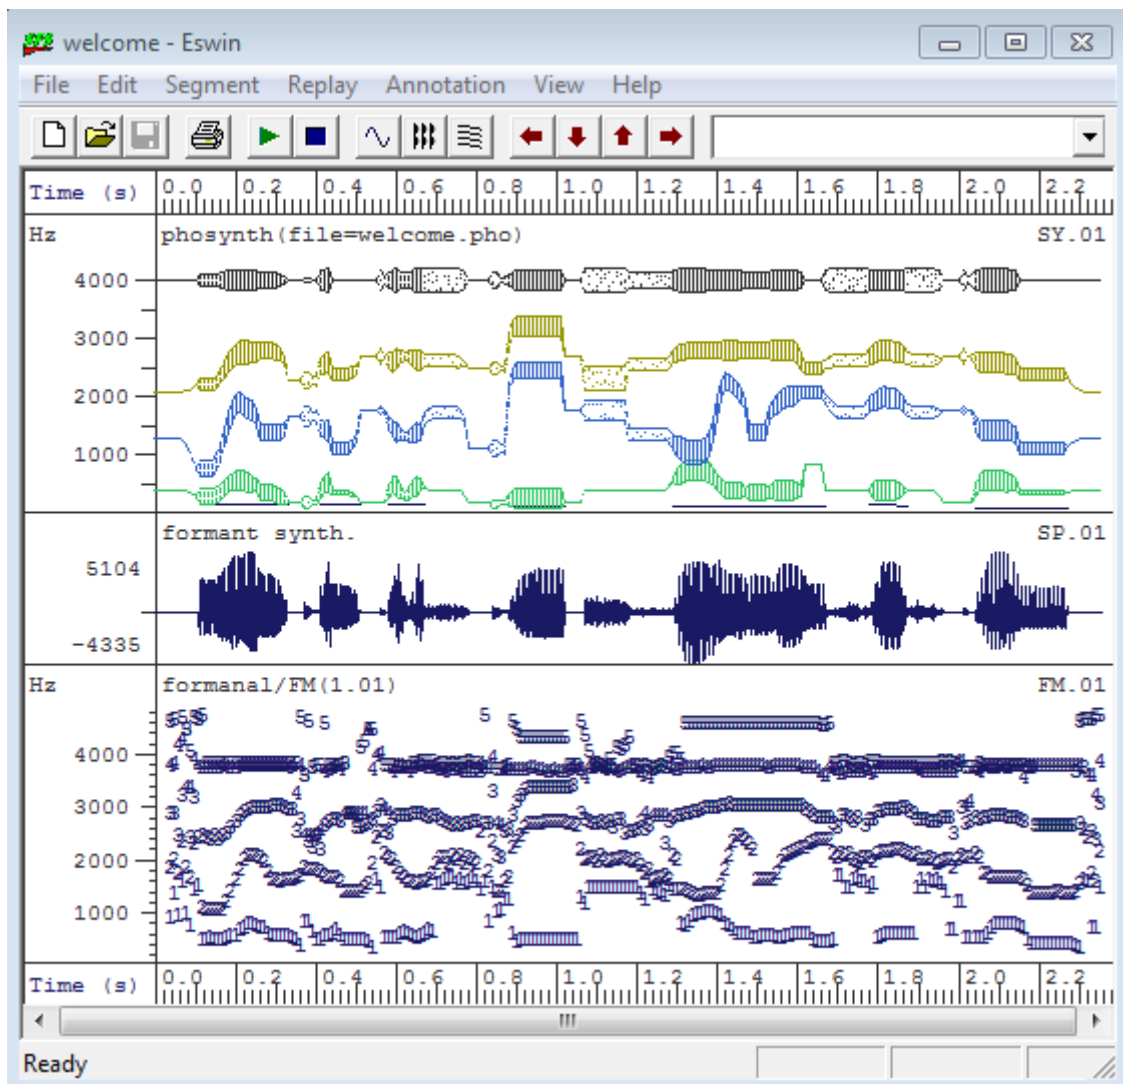 welcome - Eswin
File Edit Segment Replay Annotation View Help
Time (s) 0.0 0.2 0.4 0.6 0.8 1.0 1.2 1.4 1.6 1.8 2.0 2.2
Hz phosynth(file=welcome.pho) SY.01
4000
3000
2000
1000
formant synth. SP.01
5104
-4335
Hz formanal/FM(1.01) FM.01
4000
3000
2000
1000
Time (s) 0.0 0.2 0.4 0.6 0.8 1.0 1.2 1.4 1.6 1.8 2.0 2.2
Ready